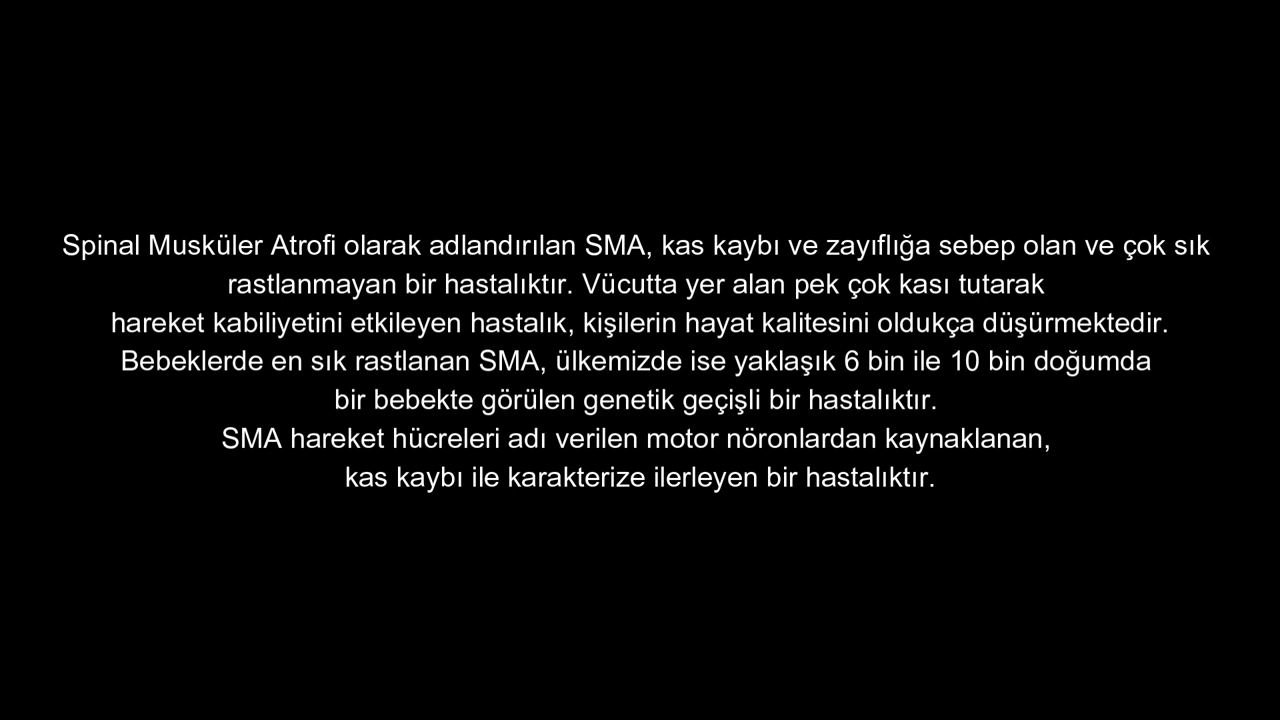 Spinal Musküler Atrofi olarak adlandırılan SMA, kas kaybı ve zayıflığa sebep olan ve çok sık
rastlanmayan bir hastalıktır. Vücutta yer alan pek çok kası tutarak
hareket kabiliyetini etkileyen hastalık, kişilerin hayat kalitesini oldukça düşürmektedir.
Bebeklerde en sık rastlanan SMA, ülkemizde ise yaklaşık 6 bin ile 10 bin doğumda
bir bebekte görülen genetik geçişli bir hastalıktır.
SMA hareket hücreleri adı verilen motor nöronlardan kaynaklanan,
kas kaybı ile karakterize ilerleyen bir hastalıktır.